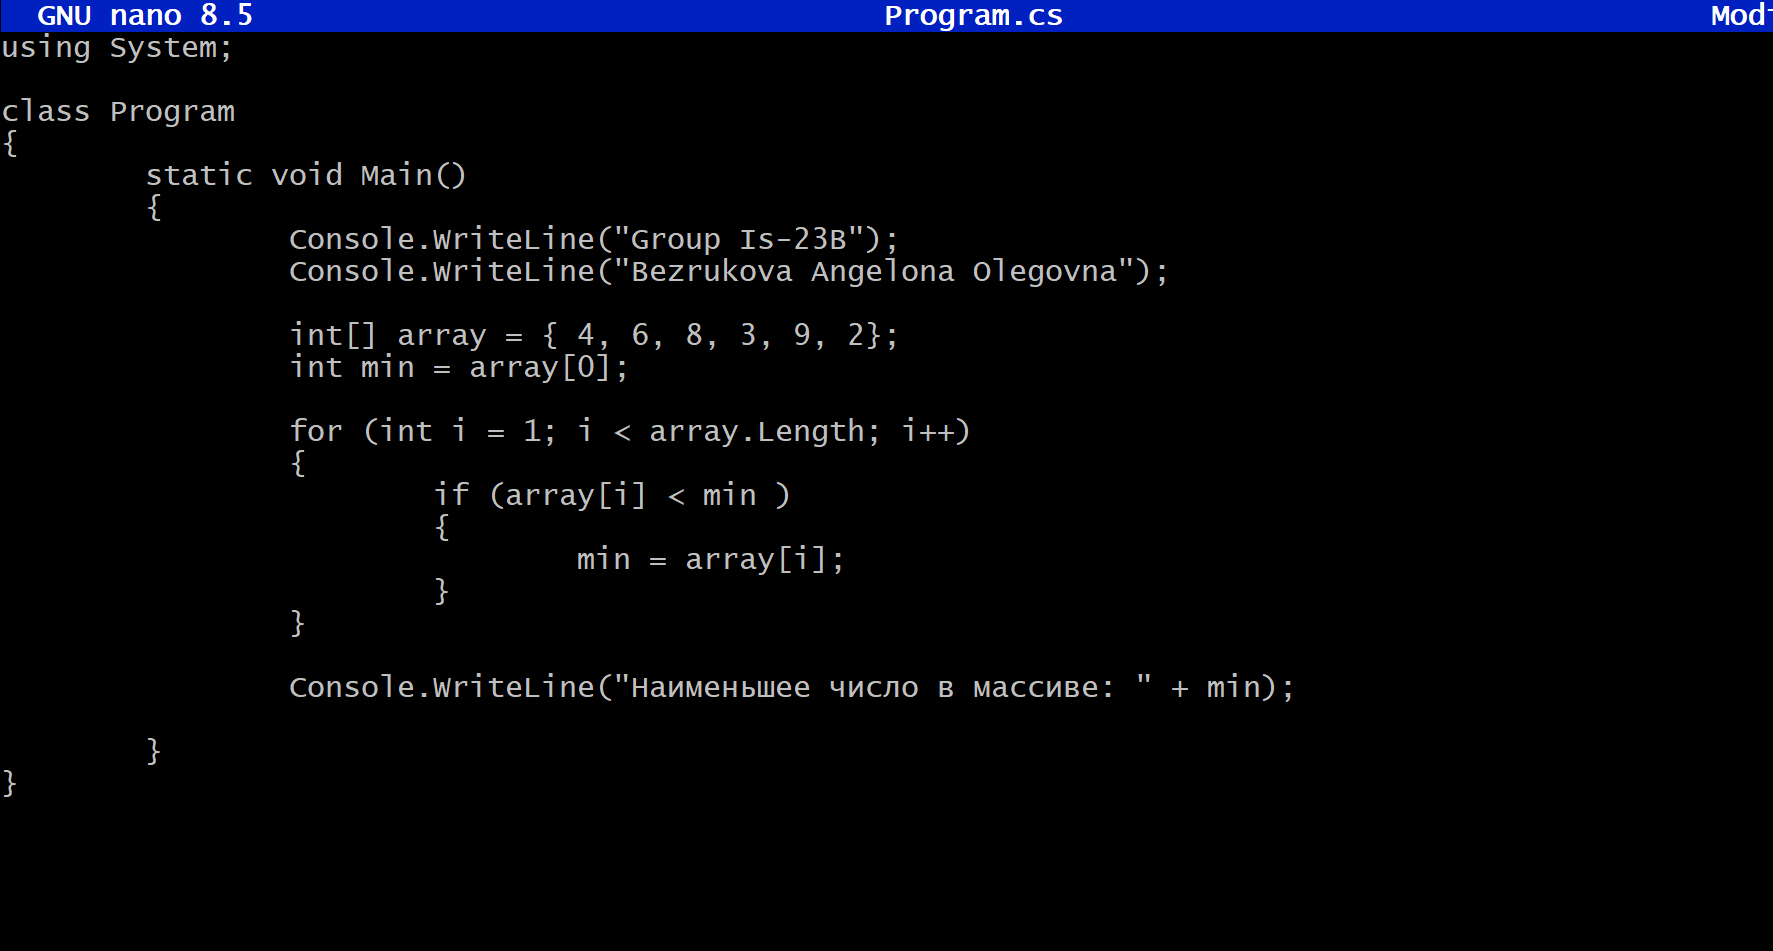 GNU nano 8.5 Program.cs Modi
using System;
class Program
{
static void Main()
{
Console.WriteLine("Group Is-23B");
Console.WriteLine("Bezrukova Angelona Olegovna");
int[] array = { 4, 6, 8, 3, 9, 2};
int min = array[0];
for (int i = 1; i < array.Length; i++)
{
if (array[i] < min )
{
min = array[i];
}
}
Console.WriteLine("Наименьшее число в массиве: " + min);
}
}